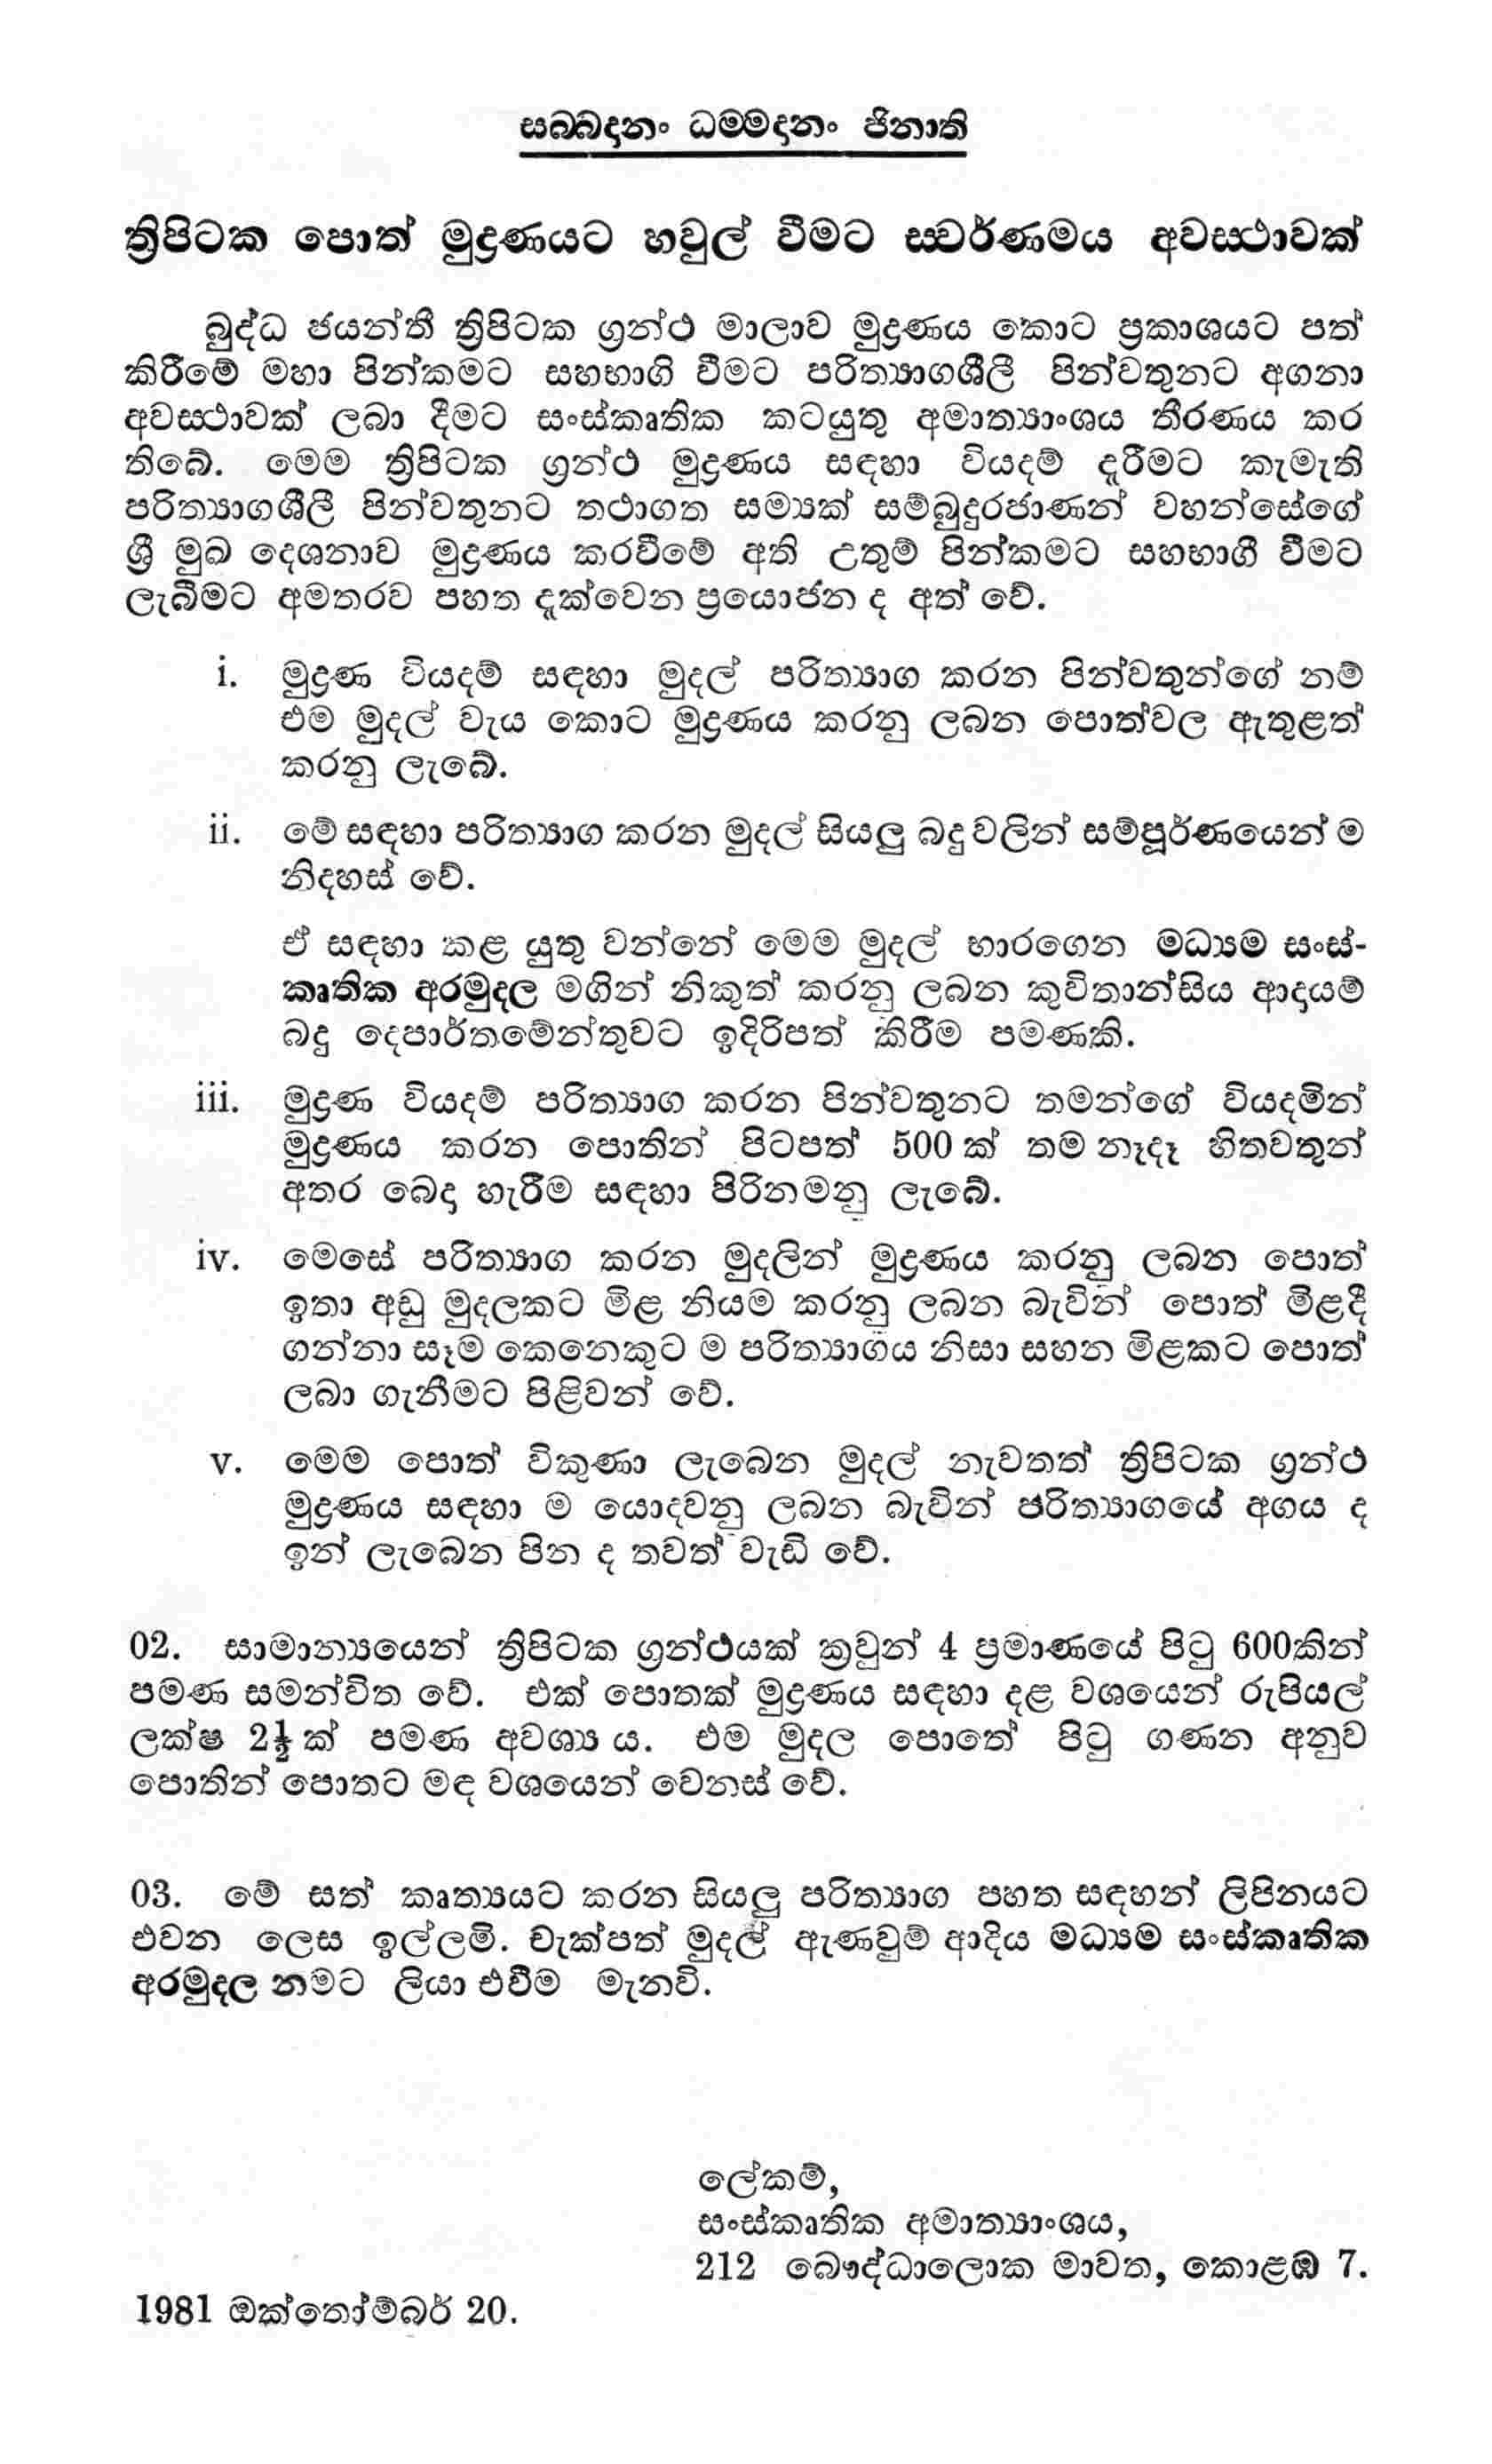 සබ්බදානං ධම්මදානං ජිනාති
ත්‍රිපිටක පොත් මුද්‍රණයට හවුල් වීමට ස්වර්ණමය අවස්ථාවක්
බුද්ධ ජයන්තී ත්‍රිපිටක ග්‍රන්ථ මාලාව මුද්‍රණය කොට ප්‍රකාශයට පත්
කිරීමේ මහා පින්කමට සහභාගි වීමට පරිත්‍යාගශීලී පින්වතුනට අගනා
අවස්ථාවක් ලබා දීමට සංස්කෘතික කටයුතු අමාත්‍යාංශය තීරණය කර
තිබේ. මෙම ත්‍රිපිටක ග්‍රන්ථ මුද්‍රණය සඳහා වියදම් දැරීමට කැමැති
පරිත්‍යාගශීලී පින්වතුනට තථාගත සම්‍යක් සම්බුදුරජාණන් වහන්සේගේ
ශ්‍රී මුඛ දෙශනාව මුද්‍රණය කරවීමේ අති උතුම් පින්කමට සහභාගී වීමට
ලැබීමට අමතරව පහත දැක්වෙන ප්‍රයොජන ද අත් වේ.
i. මුද්‍රණ වියදම් සඳහා මුදල් පරිත්‍යාග කරන පින්වතුන්ගේ නම්
එම මුදල් වැය කොට මුද්‍රණය කරනු ලබන පොත්වල ඇතුළත්
කරනු ලැබේ.
ii. මේ සඳහා පරිත්‍යාග කරන මුදල් සියලු බදු වලින් සම්පූර්ණයෙන් ම
නිදහස් වේ.
ඒ සඳහා කළ යුතු වන්නේ මෙම මුදල් භාරගෙන මධ්‍යම සංස්-
කෘතික අරමුදල මගින් නිකුත් කරනු ලබන කුවිතාන්සිය ආදායම්
බදු දෙපාර්තමේන්තුවට ඉදිරිපත් කිරීම පමණකි.
iii. මුද්‍රණ වියදම් පරිත්‍යාග කරන පින්වතුනට තමන්ගේ වියදමින්
මුද්‍රණය කරන පොතින් පිටපත් 500 ක් තම නෑදෑ හිතවතුන්
අතර බෙදා හැරීම සඳහා පිරිනමනු ලැබේ.
iv. මෙසේ පරිත්‍යාග කරන මුදලින් මුද්‍රණය කරනු ලබන පොත්
ඉතා අඩු මුදලකට මිළ නියම කරනු ලබන බැවින් පොත් මිළදී
ගන්නා සෑම කෙනෙකුට ම පරිත්‍යාගය නිසා සහන මිළකට පොත්
ලබා ගැනීමට පිළිවන් වේ.
v. මෙම පොත් විකුණා ලැබෙන මුදල් නැවතත් ත්‍රිපිටක ග්‍රන්ථ
මුද්‍රණය සඳහා ම යොදවනු ලබන බැවින් පරිත්‍යාගයේ අගය ද
ඉන් ලැබෙන පින ද තවත් වැඩි වේ.
02. සාමාන්‍යයෙන් ත්‍රිපිටක ග්‍රන්ථයක් ක්‍රවුන් 4 ප්‍රමාණයේ පිටු 600කින්
පමණ සමන්විත වේ. එක් පොතක් මුද්‍රණය සඳහා දළ වශයෙන් රුපියල්
ලක්ෂ 2½ ක් පමණ අවශ්‍ය ය. එම මුදල පොතේ පිටු ගණන අනුව
පොතින් පොතට මඳ වශයෙන් වෙනස් වේ.
03. මේ සත් කෘත්‍යයට කරන සියලු පරිත්‍යාග පහත සඳහන් ලිපිනයට
එවන ලෙස ඉල්ලමි. චැක්පත් මුදල් ඇණවුම් ආදිය මධ්‍යම සංස්කෘතික
අරමුදල නමට ලියා එවීම මැනවි.
ලේකම්,
සංස්කෘතික අමාත්‍යාංශය,
212 බෞද්ධාලොක මාවත, කොළඹ 7.
1981 ඔක්තෝම්බර් 20.